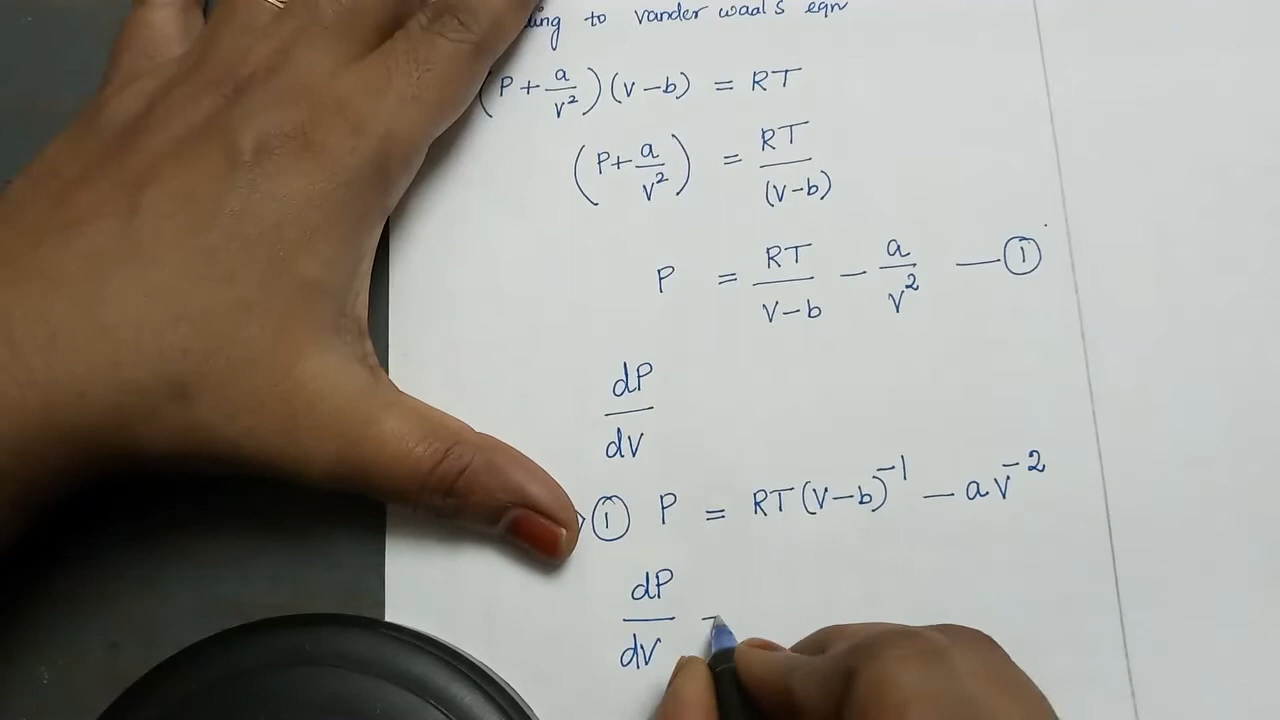 to vander waal's eqn
(P + a/v²) (v-b) = RT
(P + a/v²) = RT/(v-b)
P = RT/v-b - a/v² — ①
dP/dv
① P = RT(v-b)⁻¹ - av⁻²
dP/dv